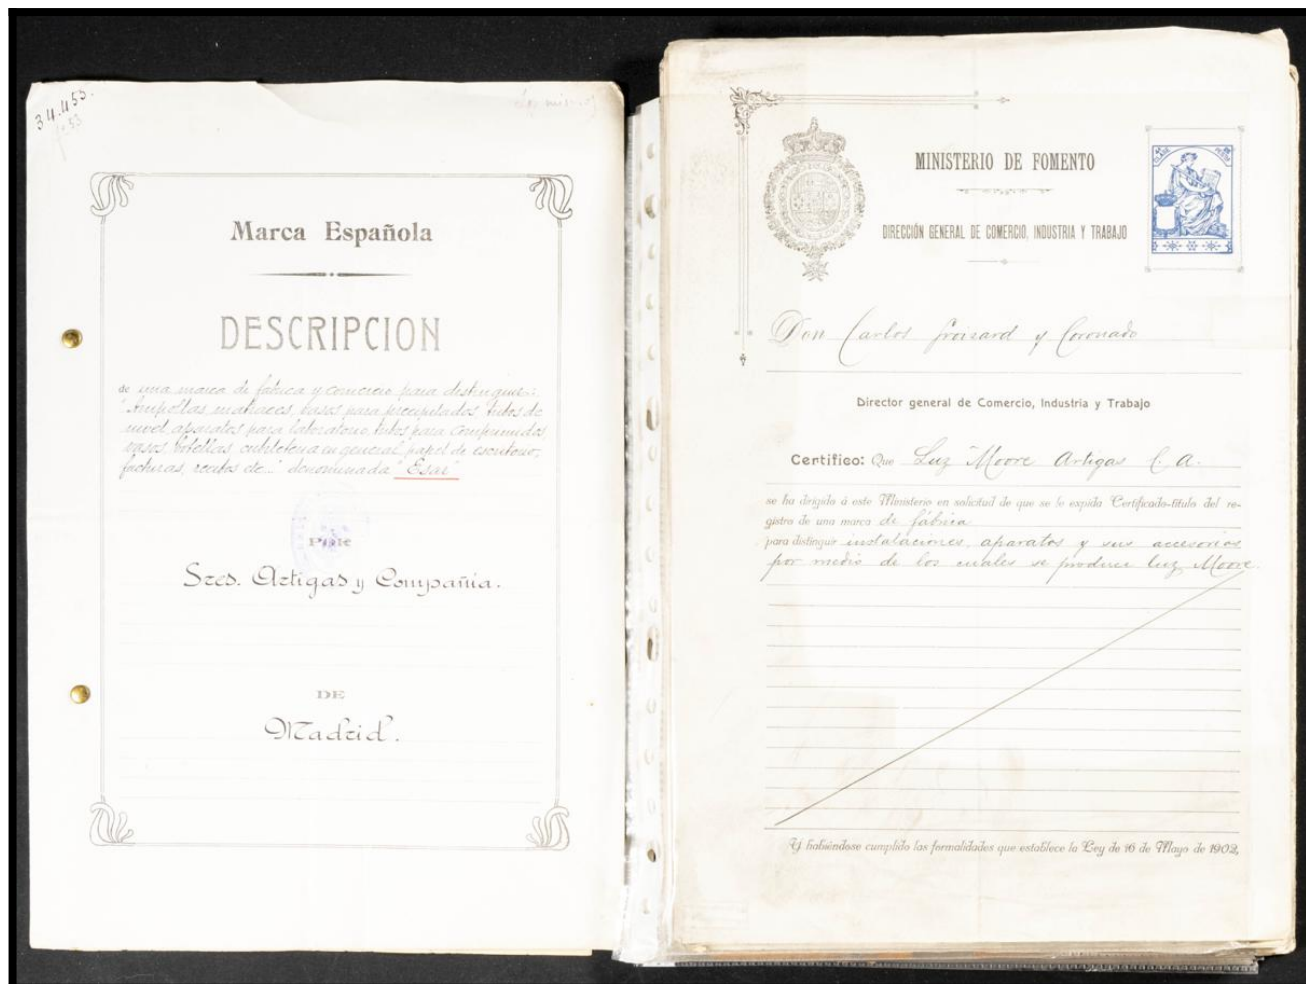 34.455.
Marca Española
DESCRIPCION
de una marca de fábrica y comercio para distinguir:
"Ampollas, matraces, vasos para precipitados, tubos de
nivel, aparatos para laboratorio, tubos para comprimidos,
vasos, botellas, cubiletería en general, papel de escritorio,
facturas, recibos etc..." denominada "Esar"
POR
Sres. Artigas y Compañía.
DE
Madrid.
MINISTERIO DE FOMENTO
DIRECCIÓN GENERAL DE COMERCIO, INDUSTRIA Y TRABAJO
Don Carlos Groizard y Coronado
Director general de Comercio, Industria y Trabajo
Certifico: Que Luz Moore Artigas C. A.
se ha dirigido á este Ministerio en solicitud de que se le expida Certificado-título del re-
gistro de una marca de fábrica
para distinguir instalaciones, aparatos y sus accesorios
por medio de los cuales se produce luz Moore.
Y habiéndose cumplido las formalidades que establece la Ley de 16 de Mayo de 1902,